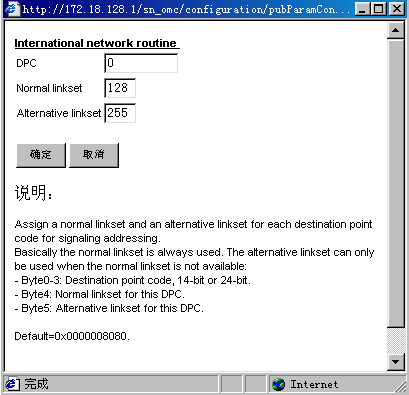 http://172.18.128.1/sn_omc/configuration/pubParamCon...
International network routine
DPC 0
Normal linkset 128
Alternative linkset 255
确定 取消
说明：
Assign a normal linkset and an alternative linkset for each destination point
code for signaling addressing.
Basically the normal linkset is always used. The alternative linkset can only
be used when the normal linkset is not available:
- Byte0-3: Destination point code, 14-bit or 24-bit.
- Byte4: Normal linkset for this DPC.
- Byte5: Alternative linkset for this DPC.
Default=0x0000008080.
完成 Internet